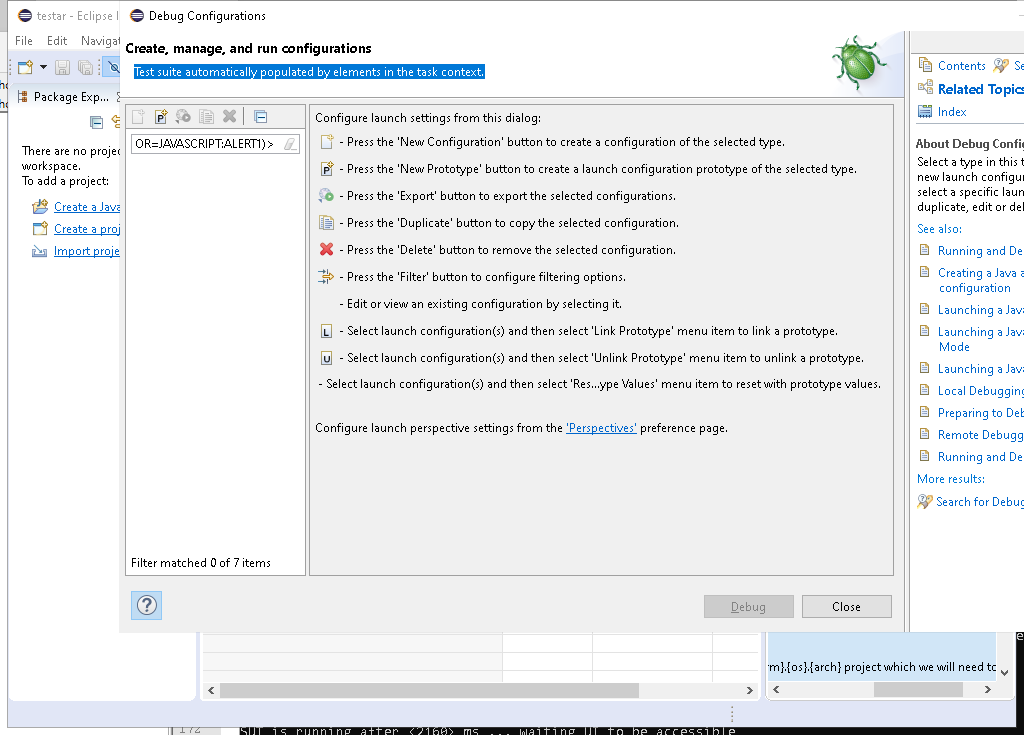 testar - Eclipse I
Debug Configurations
File Edit Navigat
Create, manage, and run configurations
Test suite automatically populated by elements in the task context.
Package Exp...
There are no projec
workspace.
To add a project:
Create a Java
Create a proj
Import proje
OR=JAVASCRIPT:ALERT1)>
Filter matched 0 of 7 items
Configure launch settings from this dialog:
- Press the 'New Configuration' button to create a configuration of the selected type.
P - Press the 'New Prototype' button to create a launch configuration prototype of the selected type.
- Press the 'Export' button to export the selected configurations.
- Press the 'Duplicate' button to copy the selected configuration.
- Press the 'Delete' button to remove the selected configuration.
- Press the 'Filter' button to configure filtering options.
- Edit or view an existing configuration by selecting it.
L - Select launch configuration(s) and then select 'Link Prototype' menu item to link a prototype.
U - Select launch configuration(s) and then select 'Unlink Prototype' menu item to unlink a prototype.
- Select launch configuration(s) and then select 'Res...ype Values' menu item to reset with prototype values.
Configure launch perspective settings from the 'Perspectives' preference page.
?
Debug
Close
Contents Se
Related Topics
Index
About Debug Confi
Select a type in this t
new launch configur
select a specific laun
duplicate, edit or del
See also:
Running and De
Creating a Java a
configuration
Launching a Java
Launching a Java
Mode
Launching a Java
Local Debugging
Preparing to Deb
Remote Debugg
Running and De
More results:
Search for Debug
m}.{os}.{arch} project which we will need to
172
SUT is running after <2160> ms ... waiting UI to be accessible